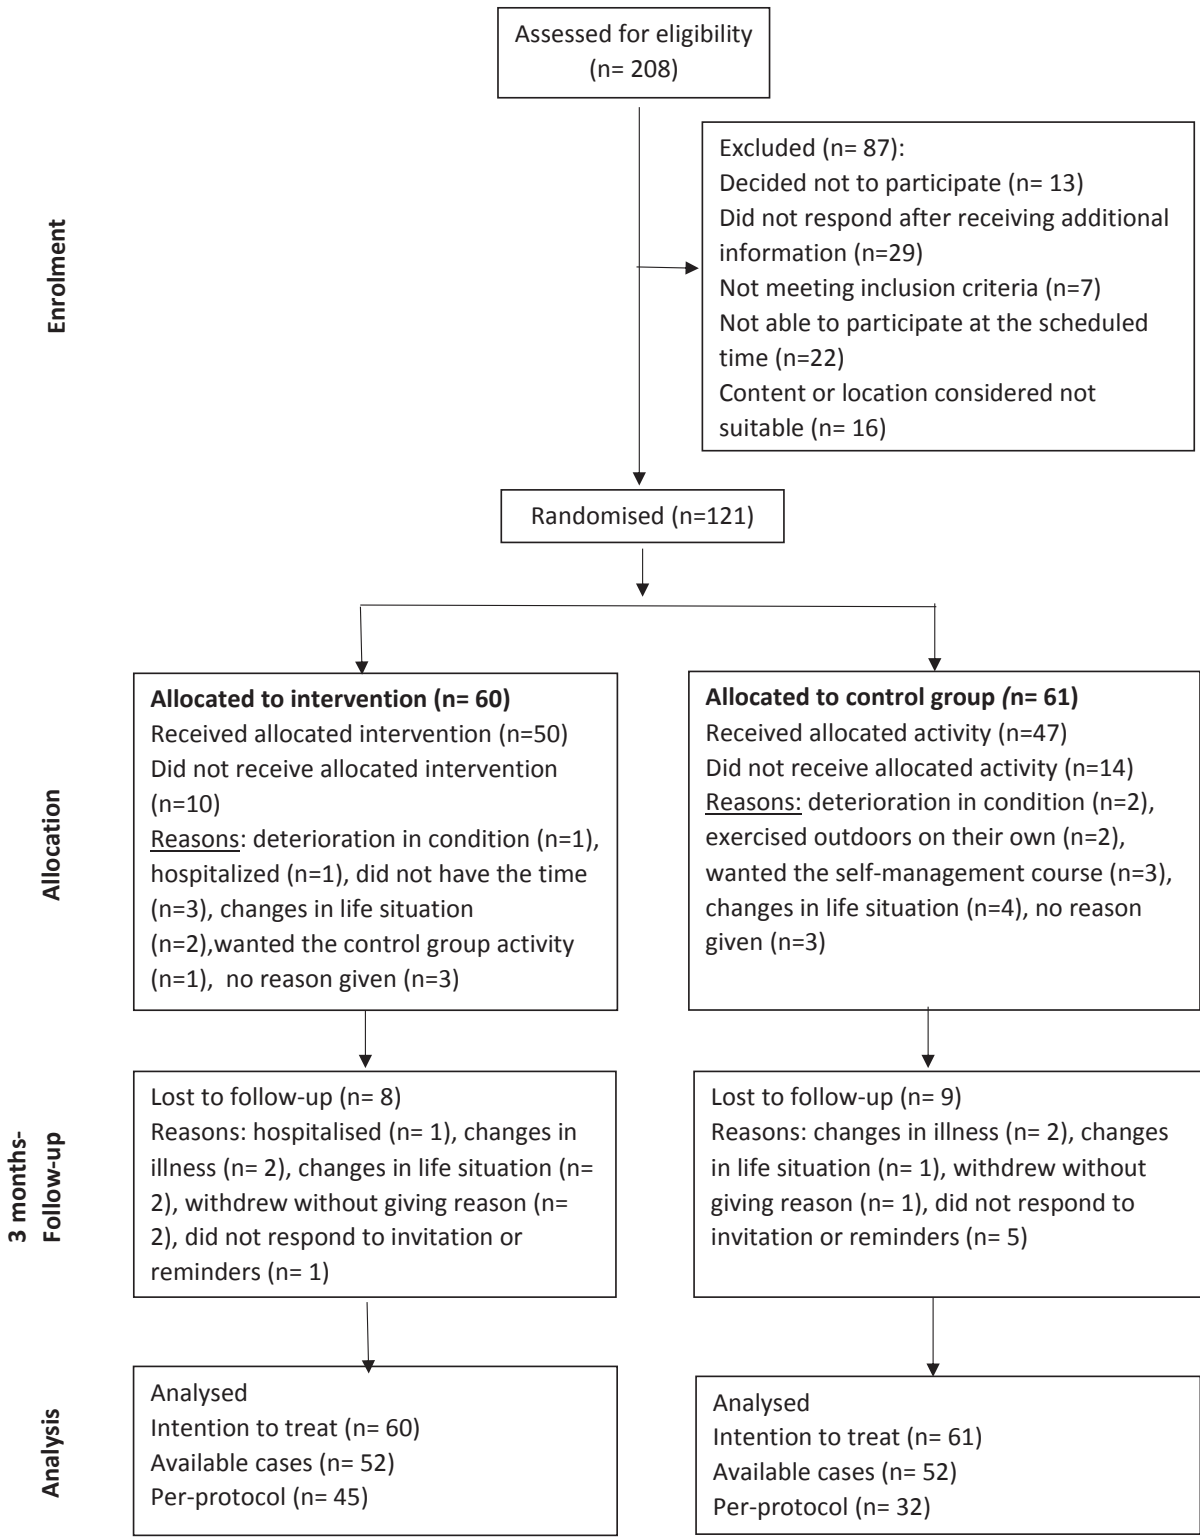 Assessed for eligibility
(n= 208)
Enrolment
Excluded (n= 87):
Decided not to participate (n= 13)
Did not respond after receiving additional
information (n=29)
Not meeting inclusion criteria (n=7)
Not able to participate at the scheduled
time (n=22)
Content or location considered not
suitable (n= 16)
Randomised (n=121)
Allocation
Allocated to intervention (n= 60)
Received allocated intervention (n=50)
Did not receive allocated intervention
(n=10)
Reasons: deterioration in condition (n=1),
hospitalized (n=1), did not have the time
(n=3), changes in life situation
(n=2),wanted the control group activity
(n=1),  no reason given (n=3)
Allocated to control group (n= 61)
Received allocated activity (n=47)
Did not receive allocated activity (n=14)
Reasons: deterioration in condition (n=2),
exercised outdoors on their own (n=2),
wanted the self-management course (n=3),
changes in life situation (n=4), no reason
given (n=3)
3 months-
Follow-up
Lost to follow-up (n= 8)
Reasons: hospitalised (n= 1), changes in
illness (n= 2), changes in life situation (n=
2), withdrew without giving reason (n=
2), did not respond to invitation or
reminders (n= 1)
Lost to follow-up (n= 9)
Reasons: changes in illness (n= 2), changes
in life situation (n= 1), withdrew without
giving reason (n= 1), did not respond to
invitation or reminders (n= 5)
Analysis
Analysed
Intention to treat (n= 60)
Available cases (n= 52)
Per-protocol (n= 45)
Analysed
Intention to treat (n= 61)
Available cases (n= 52)
Per-protocol (n= 32)